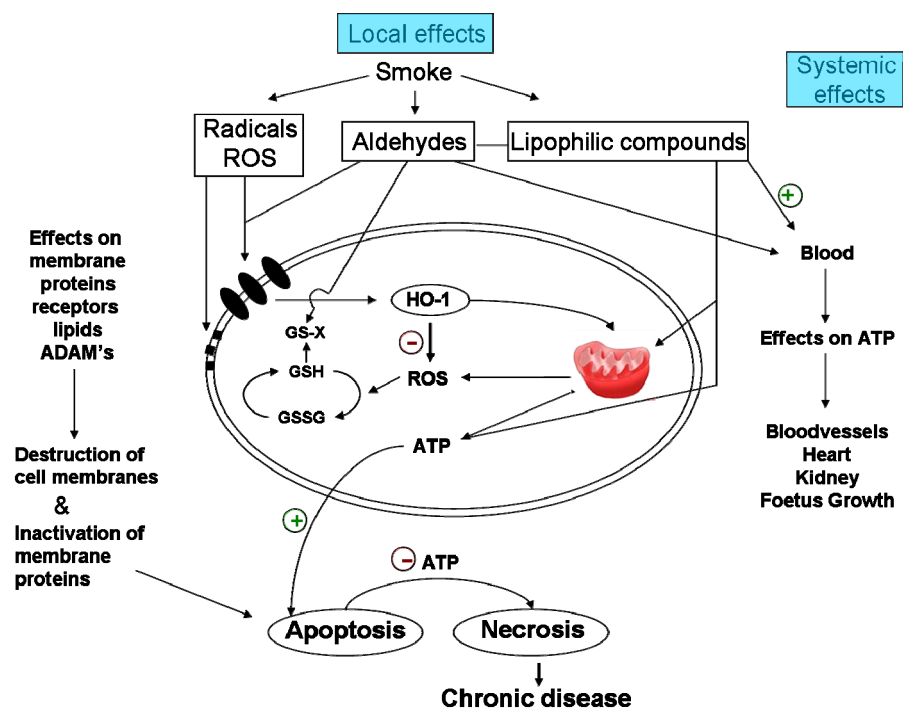 Local effects
Smoke
Systemic
effects
Radicals
ROS
Aldehydes
Lipophilic compounds
+
Effects on
membrane
proteins
receptors
lipids
ADAM's
Blood
HO-1
GS-X
-
Effects on ATP
GSH
ROS
GSSG
ATP
Bloodvessels
Heart
Kidney
Foetus Growth
Destruction of
cell membranes
&
Inactivation of
membrane
proteins
+
- ATP
Apoptosis
Necrosis
Chronic disease